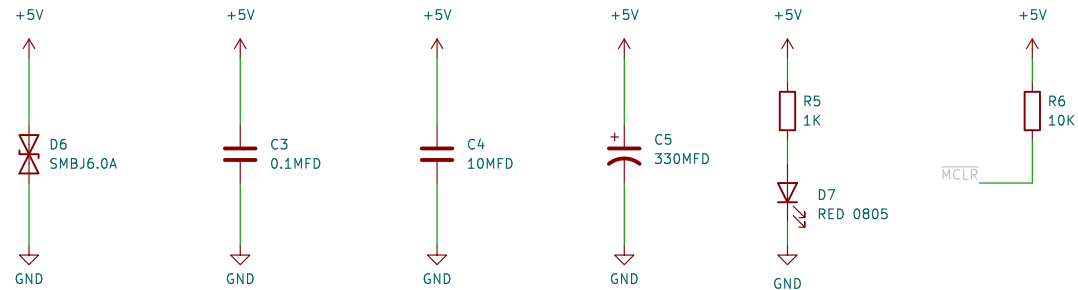 +5V
+5V
+5V
+5V
+5V
+5V
D6
SMBJ6.0A
C3
0.1MFD
C4
10MFD
+
C5
330MFD
R5
1K
R6
10K
MCLR
D7
RED 0805
GND
GND
GND
GND
GND